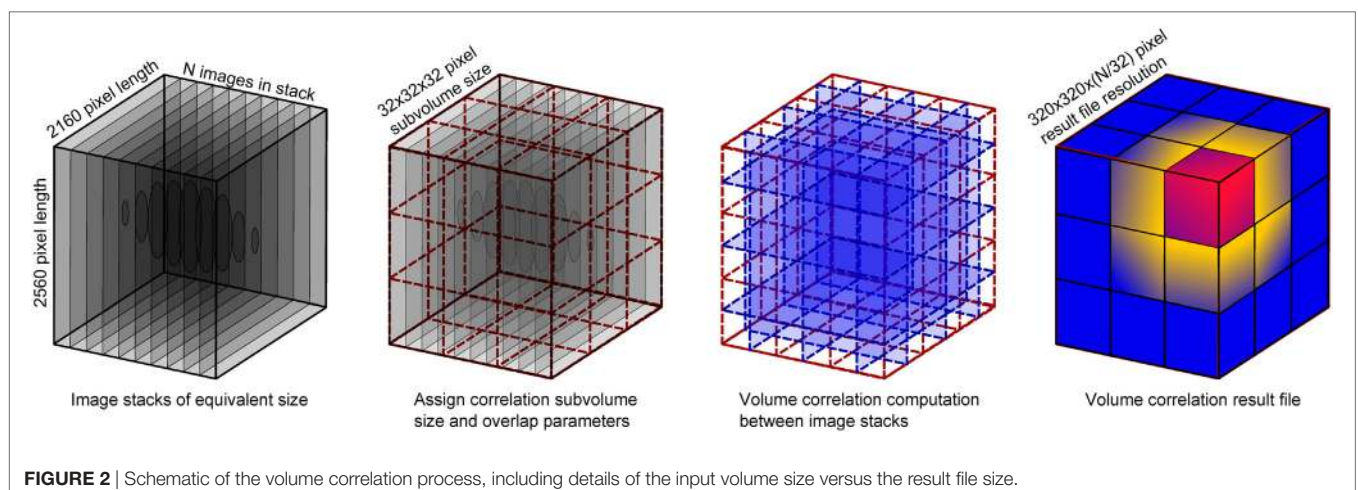 2160 pixel length
N images in stack
2560 pixel length
Image stacks of equivalent size
32x32x32 pixel
subvolume size
Assign correlation subvolume
size and overlap parameters
Volume correlation computation
between image stacks
320x320x(N/32) pixel
result file resolution
Volume correlation result file
FIGURE 2 | Schematic of the volume correlation process, including details of the input volume size versus the result file size.